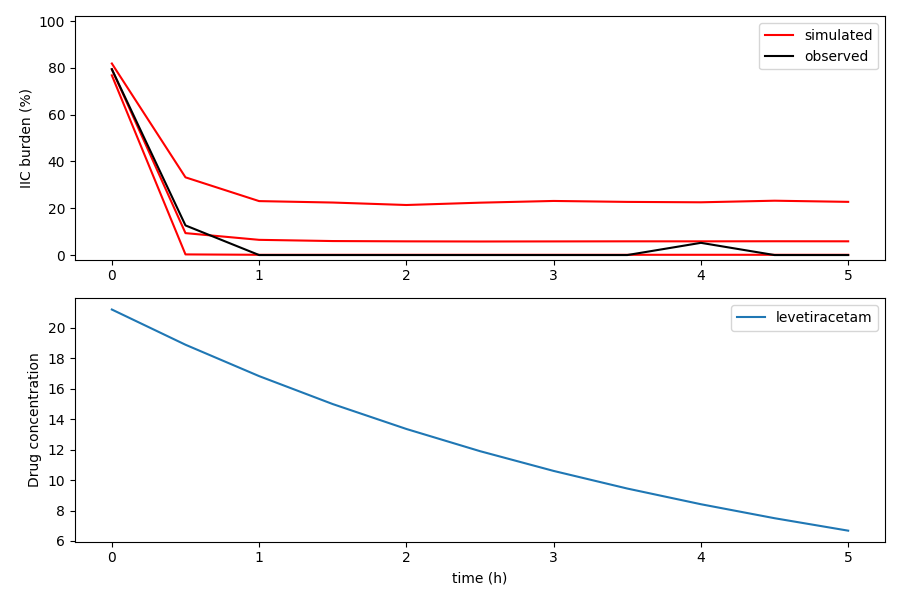 IIC burden (%)
100
80
60
40
20
0
simulated
observed
0 1 2 3 4 5
Drug concentration
20
18
16
14
12
10
8
6
levetiracetam
0 1 2 3 4 5
time (h)